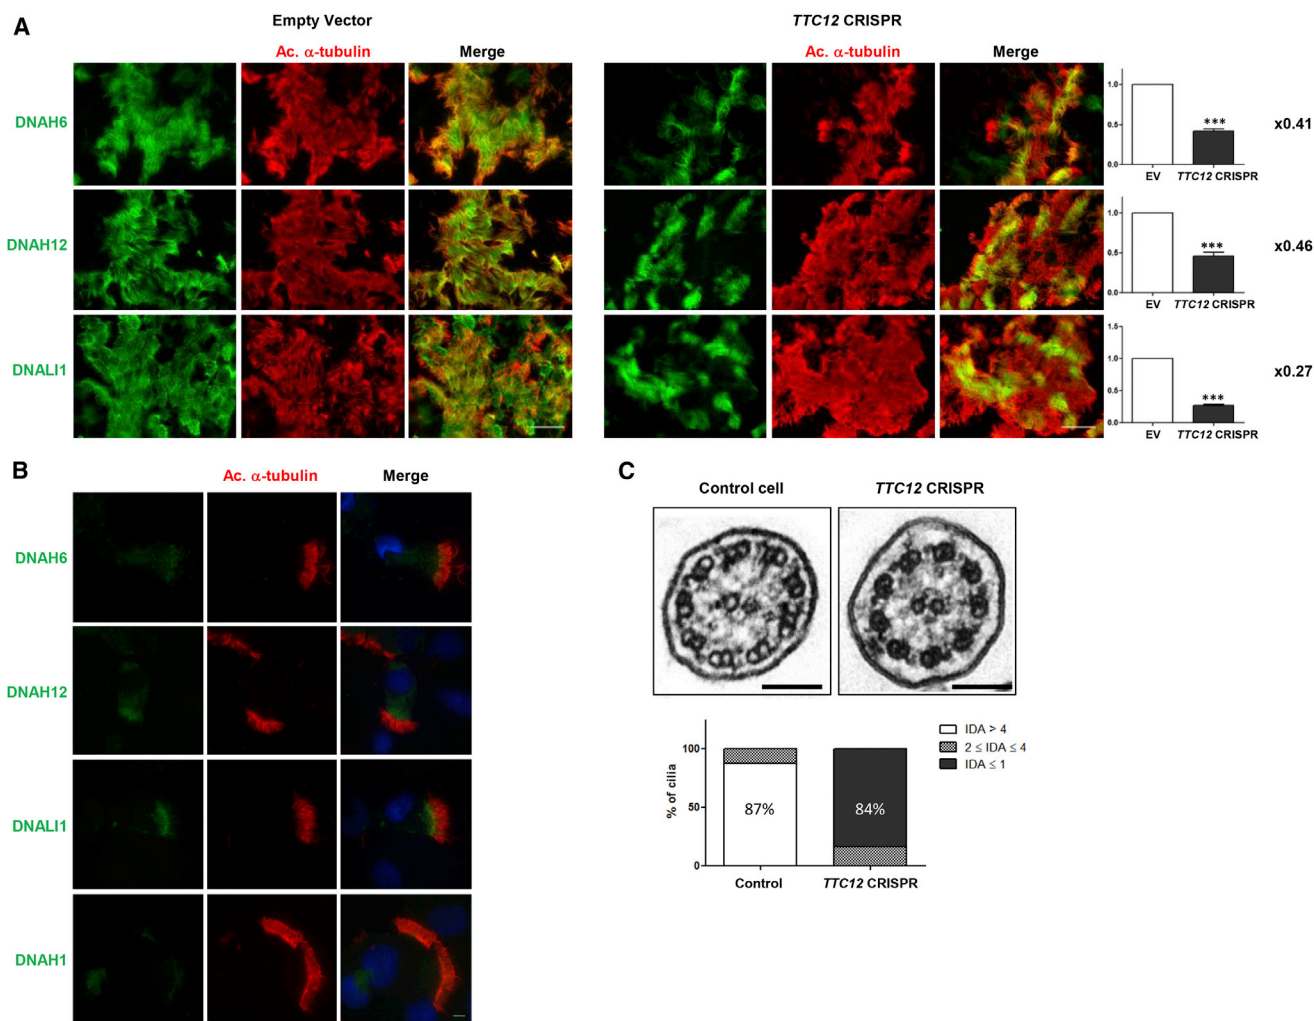 A
Empty Vector
TTC12 CRISPR
Ac. α-tubulin
Merge
Ac. α-tubulin
Merge
DNAH6
1.0
0.5
0.0
***
EV
TTC12 CRISPR
x0.41
DNAH12
1.0
0.5
0.0
***
EV
TTC12 CRISPR
x0.46
DNALI1
1.5
1.0
0.5
0.0
***
EV
TTC12 CRISPR
x0.27
B
Ac. α-tubulin
Merge
DNAH6
DNAH12
DNALI1
DNAH1
C
Control cell
TTC12 CRISPR
% of cilia
100
50
0
87%
84%
Control
TTC12 CRISPR
IDA > 4
2 ≤ IDA ≤ 4
IDA ≤ 1